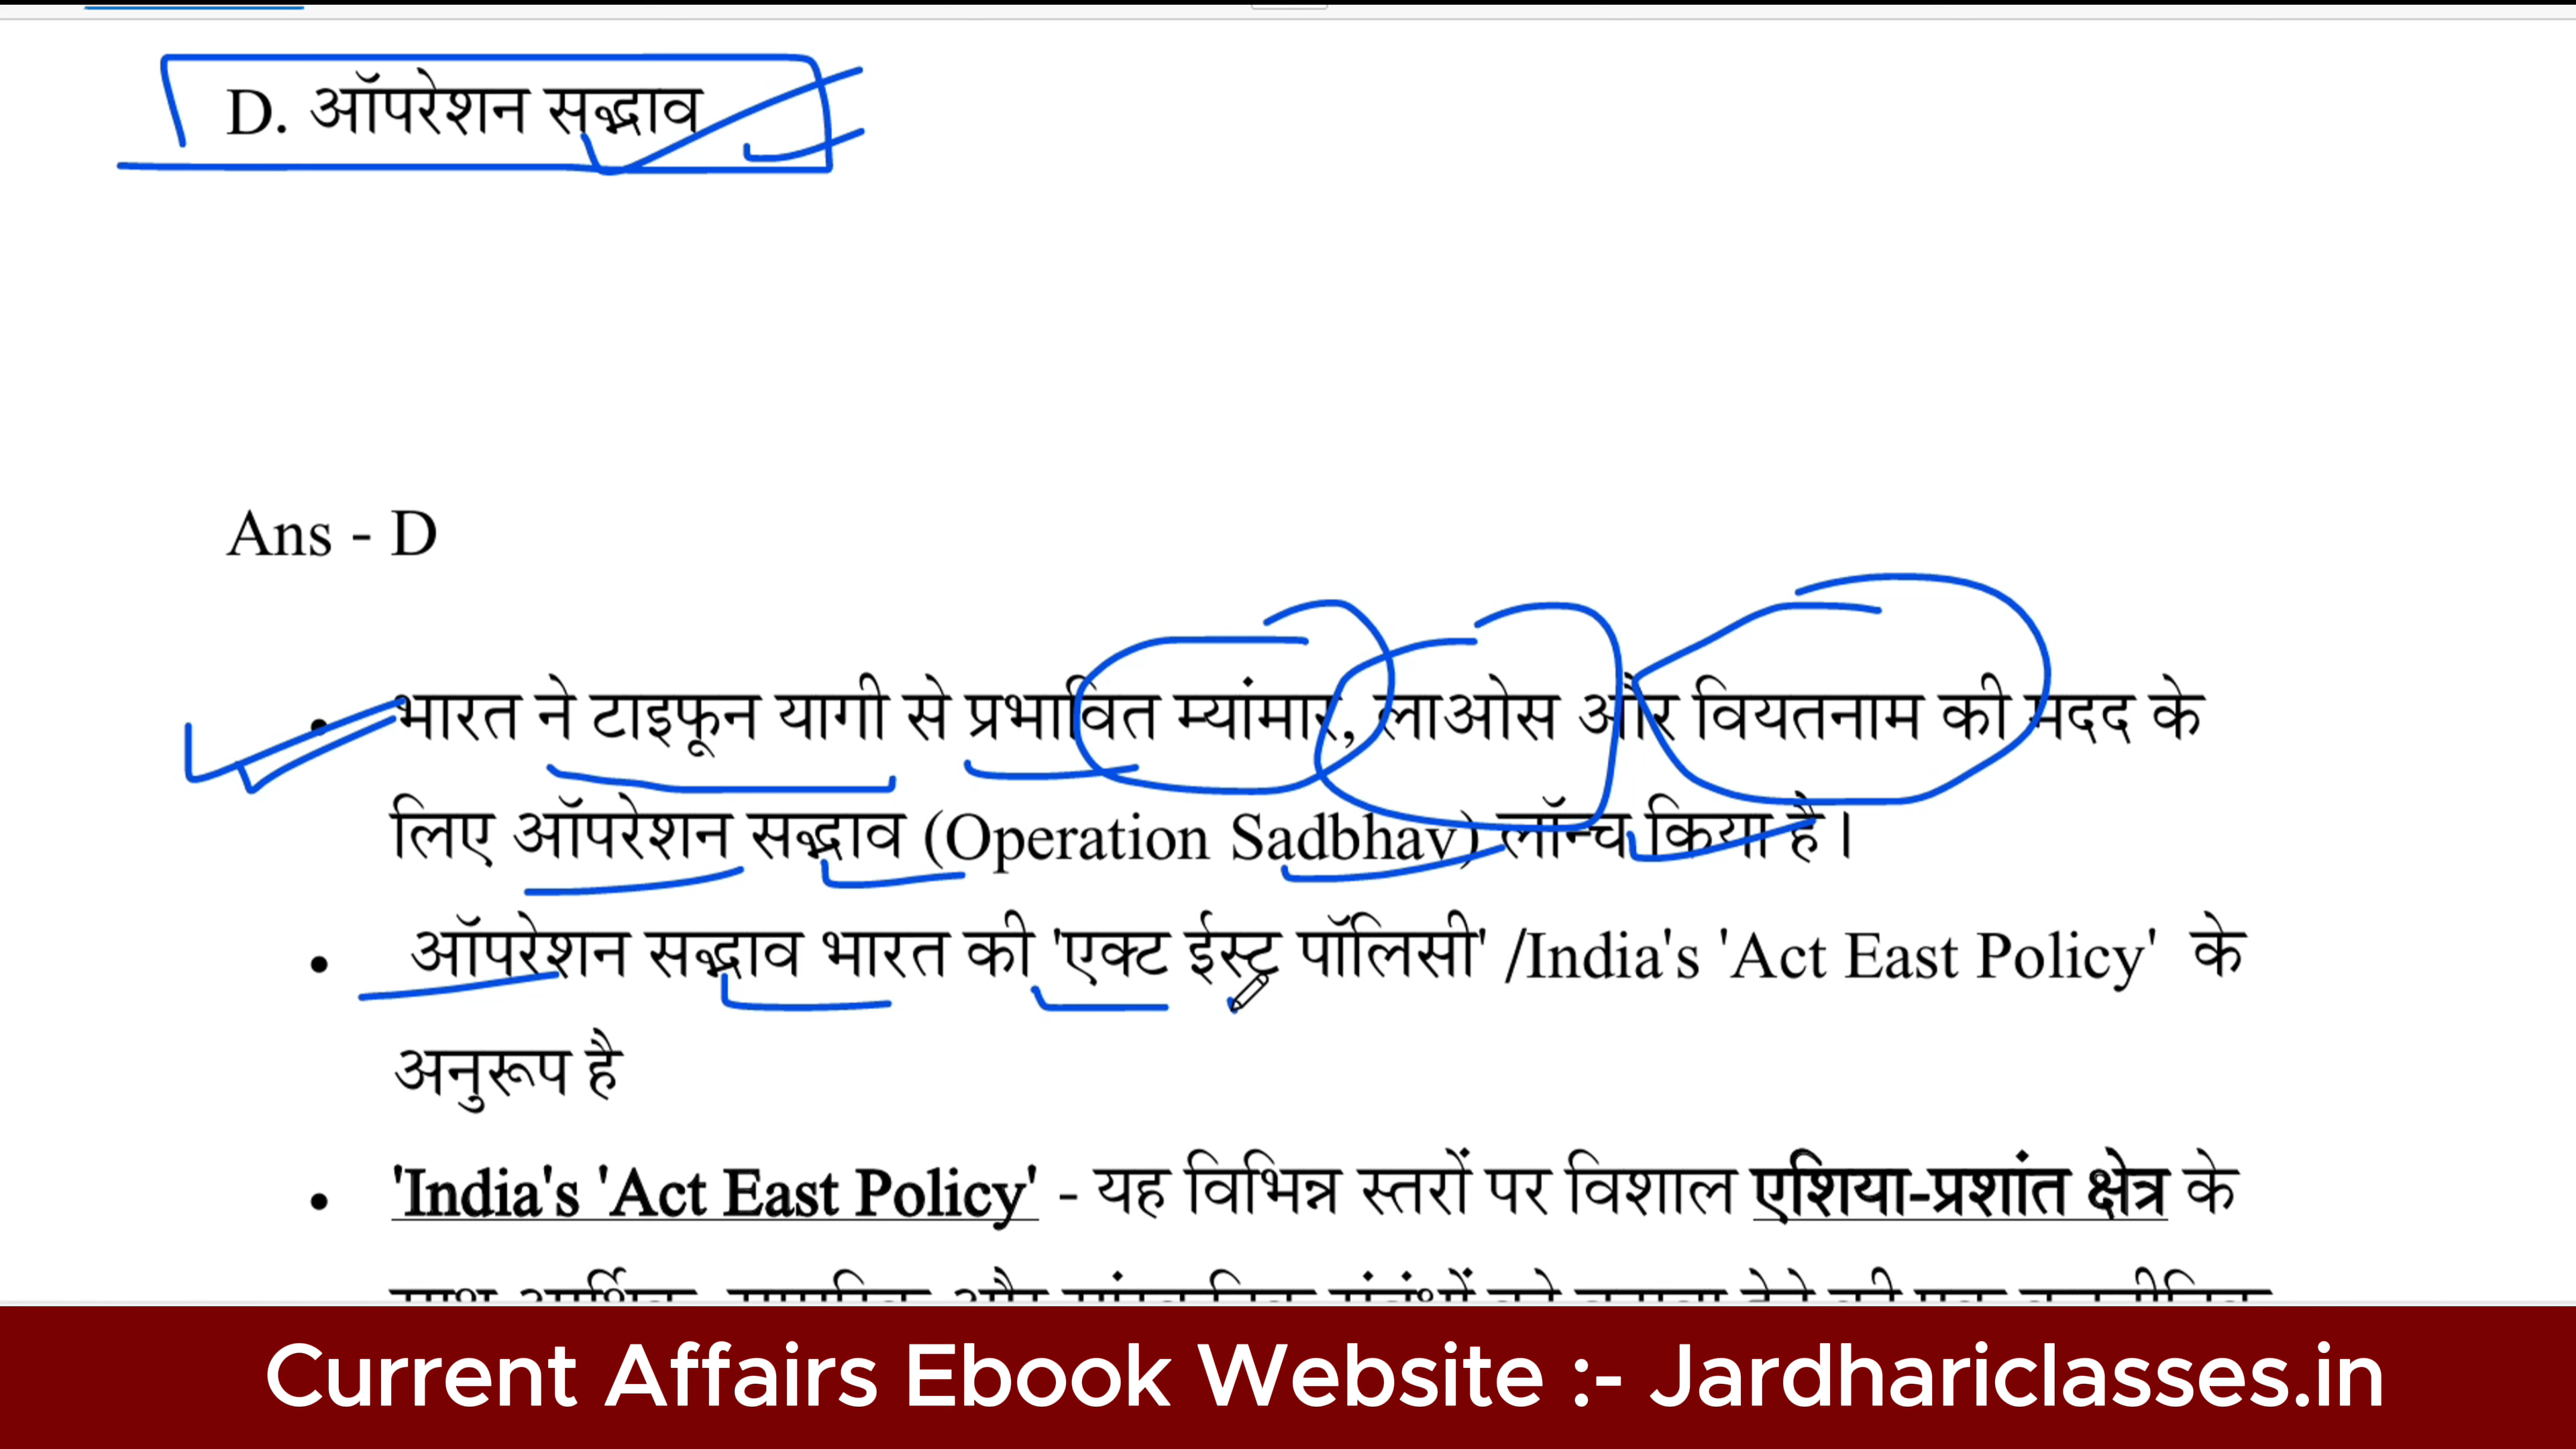 D. ऑपरेशन सद्भाव
Ans - D
• भारत ने टाइफून यागी से प्रभावित म्यांमार, लाओस और वियतनाम की मदद के
लिए ऑपरेशन सद्भाव (Operation Sadbhav) लॉन्च किया है।
• ऑपरेशन सद्भाव भारत की 'एक्ट ईस्ट पॉलिसी' /India's 'Act East Policy' के
अनुरूप है
• 'India's 'Act East Policy' - यह विभिन्न स्तरों पर विशाल एशिया-प्रशांत क्षेत्र के
Current Affairs Ebook Website :- Jardhariclasses.in